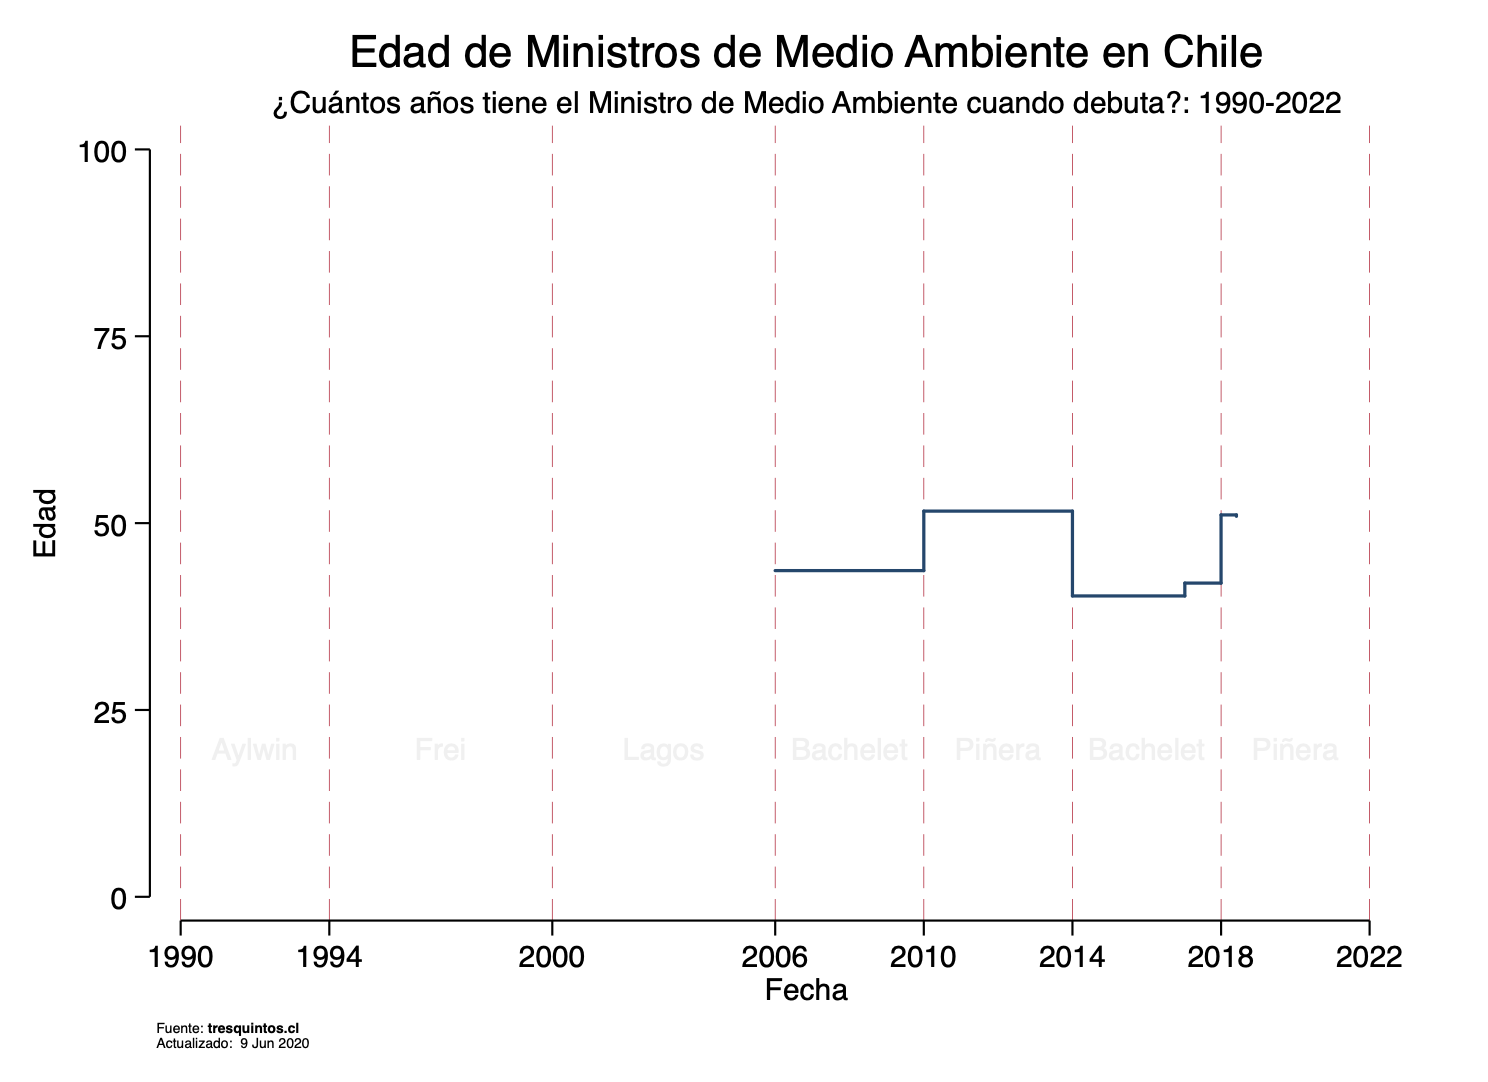 Edad de Ministros de Medio Ambiente en Chile
¿Cuántos años tiene el Ministro de Medio Ambiente cuando debuta?: 1990-2022
100
75
50
25
0
Edad
Aylwin Frei Lagos Bachelet Piñera Bachelet Piñera
1990 1994 2000 2006 2010 2014 2018 2022
Fecha
Fuente: tresquintos.cl
Actualizado: 9 Jun 2020